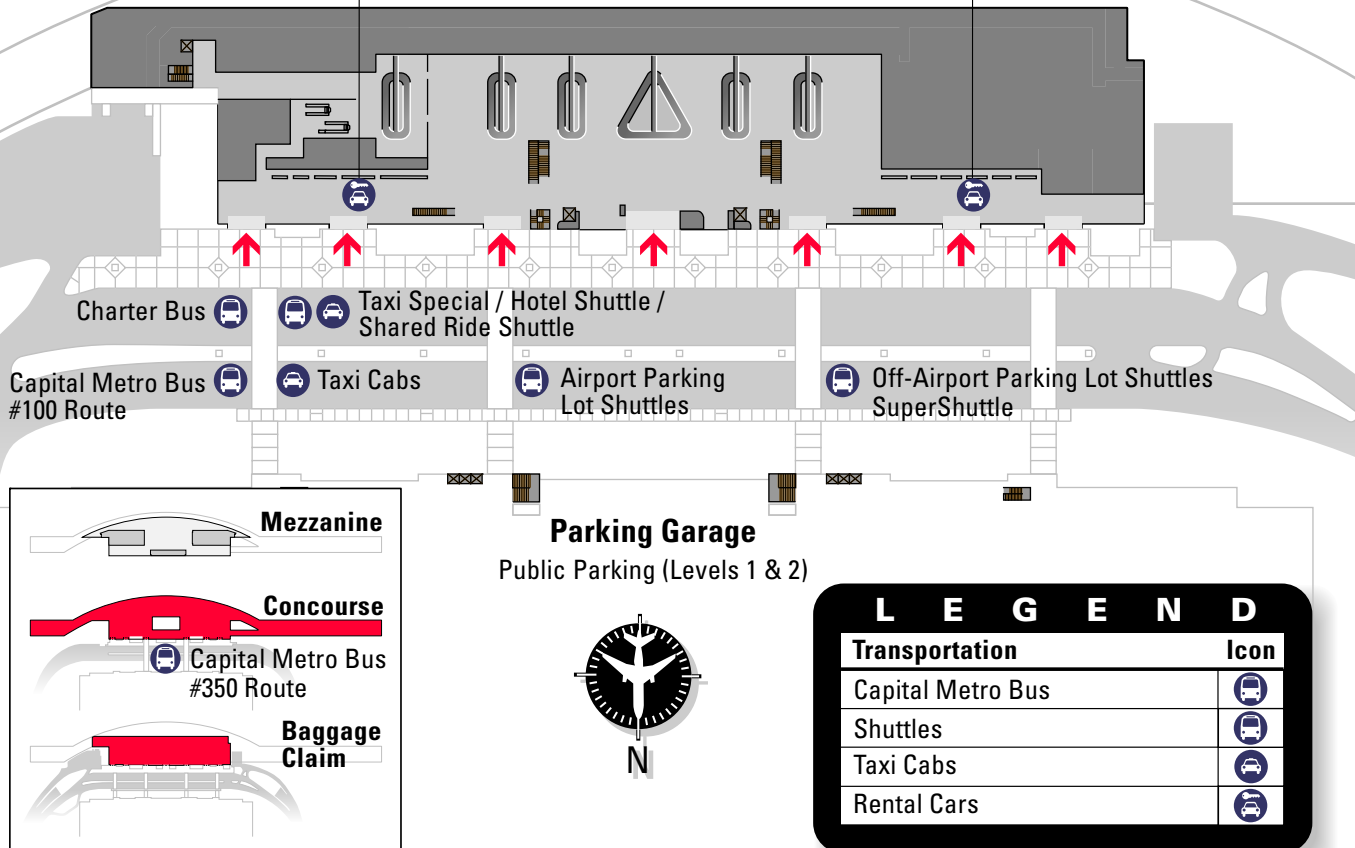 Charter Bus
Taxi Special / Hotel Shuttle /
Shared Ride Shuttle
Capital Metro Bus
#100 Route
Taxi Cabs
Airport Parking
Lot Shuttles
Off-Airport Parking Lot Shuttles
SuperShuttle
Mezzanine
Concourse
Capital Metro Bus
#350 Route
Baggage
Claim
Parking Garage
Public Parking (Levels 1 & 2)
N
LEGEND
Transportation Icon
Capital Metro Bus
Shuttles
Taxi Cabs
Rental Cars